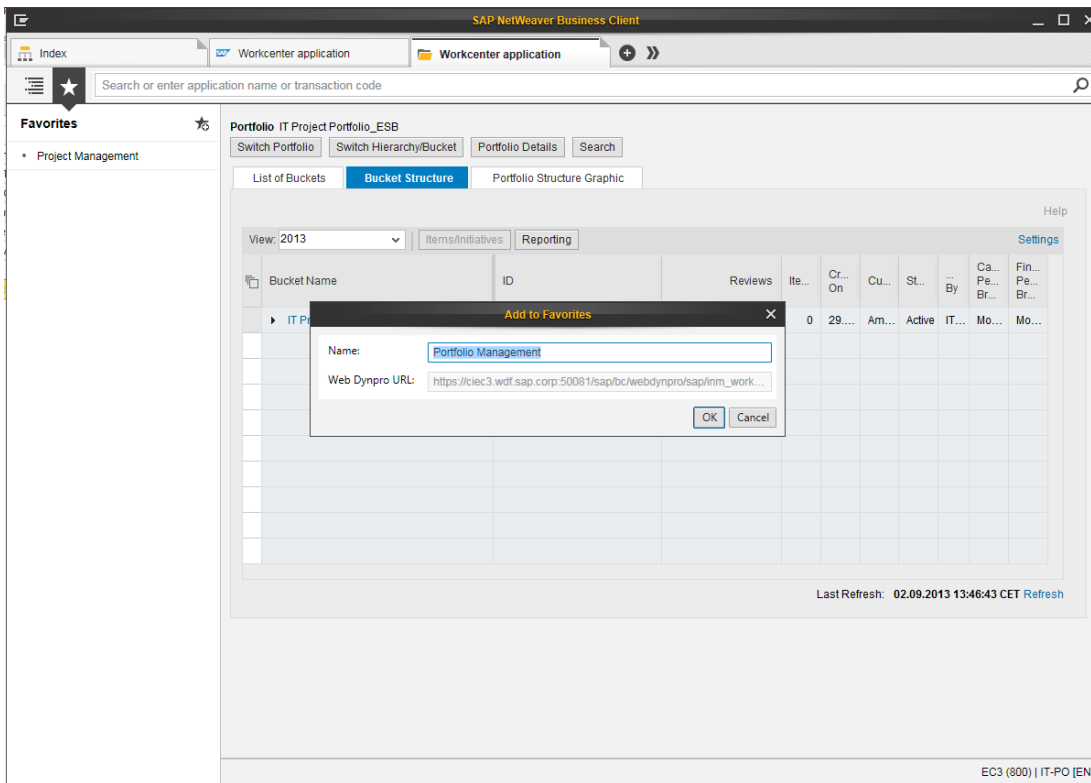 SAP NetWeaver Business Client
Index
Workcenter application
Workcenter application
Search or enter application name or transaction code
Favorites
Project Management
Portfolio IT Project Portfolio_ESB
Switch Portfolio Switch Hierarchy/Bucket Portfolio Details Search
List of Buckets Bucket Structure Portfolio Structure Graphic
Help
View: 2013 Items/Initiatives Reporting Settings
Bucket Name ID Reviews Ite... Cr... On Cu... St... ... By Ca... Pe... Br... Fin... Pe... Br...
IT Pr 0 29.... Am... Active IT... Mo... Mo...
Add to Favorites
Name: Portfolio Management
Web Dynpro URL: https://ciec3.wdf.sap.corp:50081/sap/bc/webdynpro/sap/inm_work...
OK Cancel
Last Refresh: 02.09.2013 13:46:43 CET Refresh
EC3 (800) | IT-PO [EN